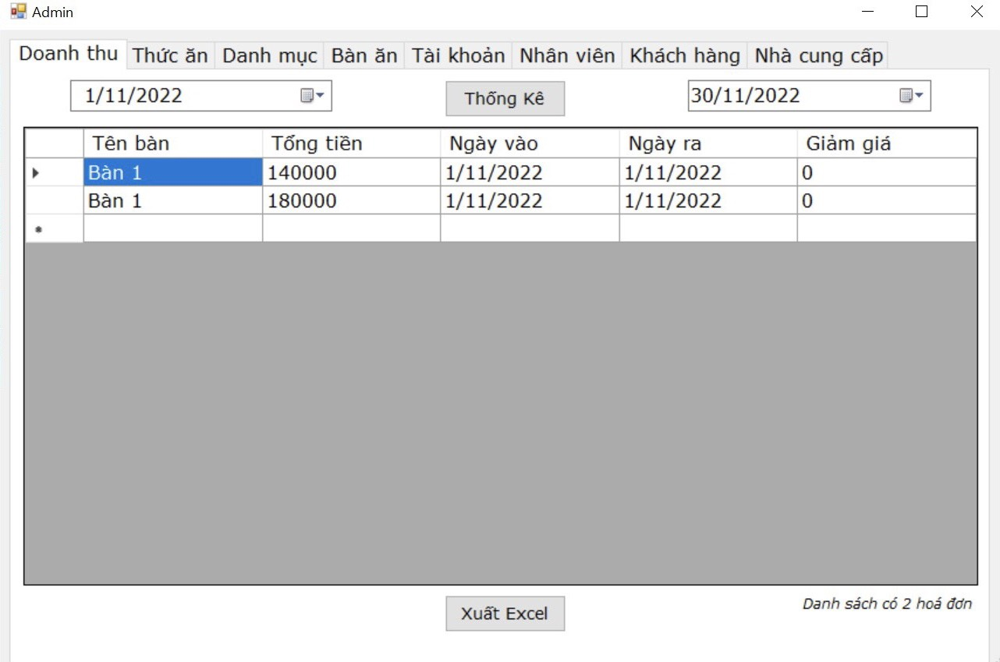 Admin
Doanh thu Thức ăn Danh mục Bàn ăn Tài khoản Nhân viên Khách hàng Nhà cung cấp
1/11/2022 Thống Kê 30/11/2022
Tên bàn Tổng tiền Ngày vào Ngày ra Giảm giá
Bàn 1 140000 1/11/2022 1/11/2022 0
Bàn 1 180000 1/11/2022 1/11/2022 0
Danh sách có 2 hoá đơn
Xuất Excel